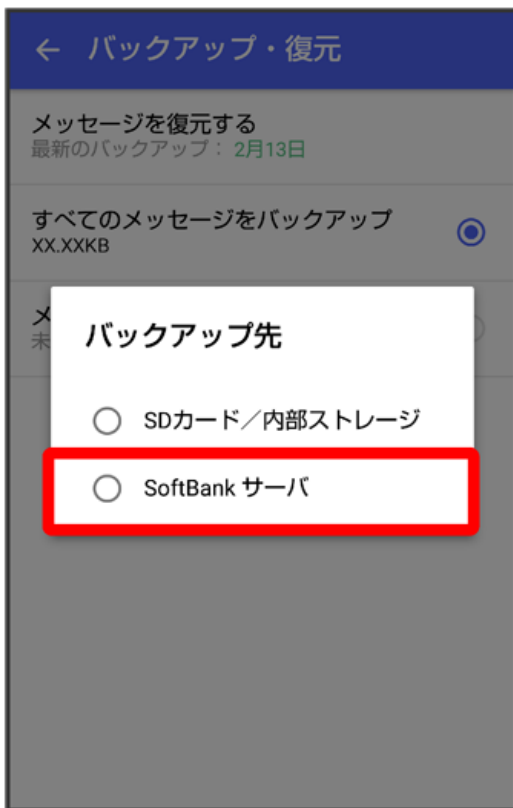 ← バックアップ・復元
メッセージを復元する
最新のバックアップ： 2月13日
すべてのメッセージをバックアップ
XX.XXKB
メ
未
バックアップ先
SDカード／内部ストレージ
SoftBank サーバ